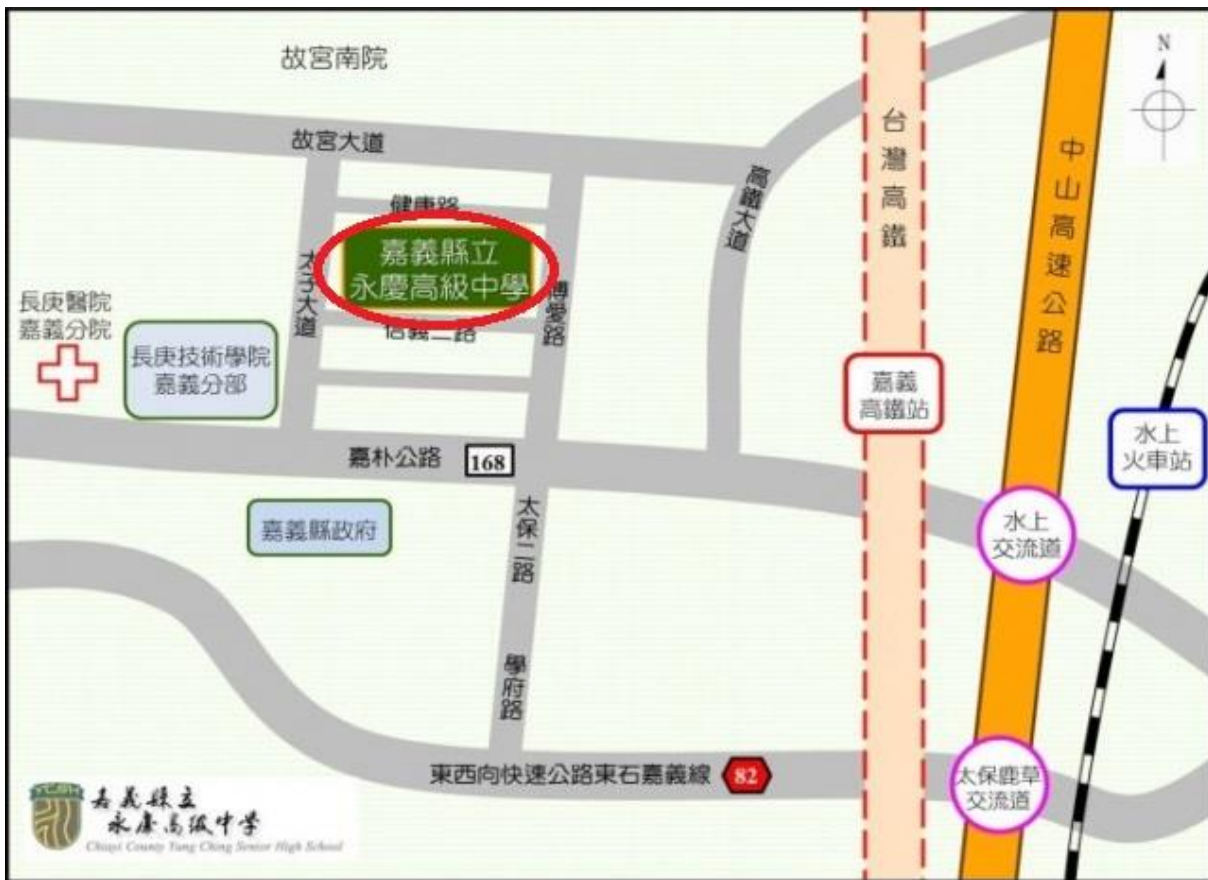 故宮南院
N
故宮大道
健康路
嘉義縣立
永慶高級中學
太子大道
博愛路
信義二路
高鐵大道
台灣高鐵
中山高速公路
長庚醫院
嘉義分院
長庚技術學院
嘉義分部
嘉義
高鐵站
水上
火車站
嘉朴公路
168
嘉義縣政府
太保二路
水上
交流道
學府路
東西向快速公路東石嘉義線
82
太保鹿草
交流道
嘉義縣立
永慶高級中学
Chiayi County Yung Ching Senior High School